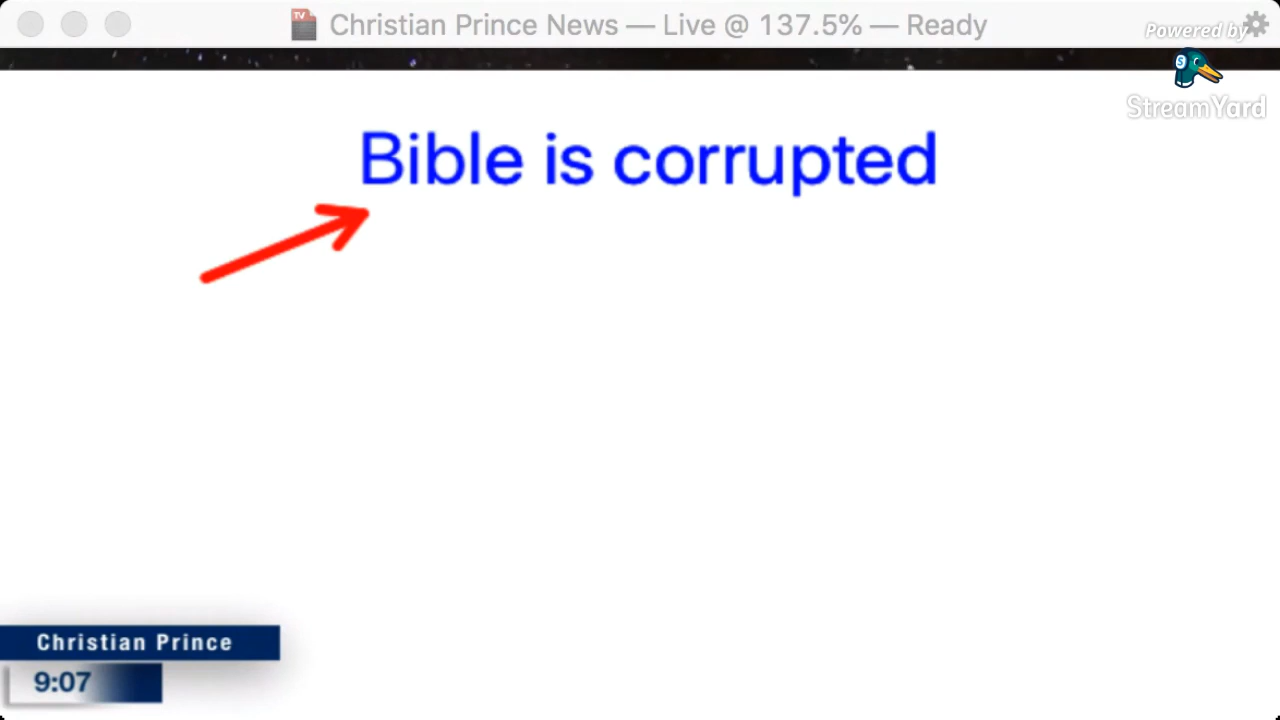 Christian Prince News — Live @ 137.5% — Ready
Powered by
StreamYard
Bible is corrupted
Christian Prince
9:07